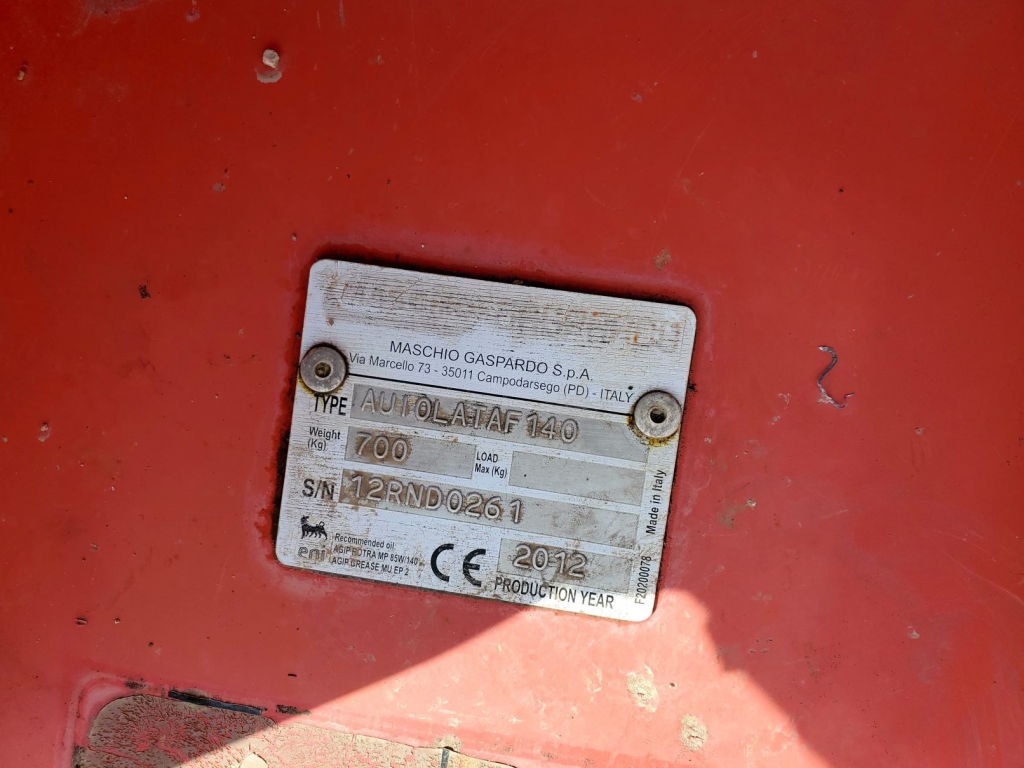 MASCHIO GASPARDO S.p.A.
Via Marcello 73 - 35011 Campodarsego (PD) - ITALY
TYPE AUTOLATAF140
Weight (Kg) 700 LOAD Max (Kg)
S/N 12RND0261
eni
Recommended oil
AGIP ROTRA MP 85W/140
AGIP GREASE MU EP 2
CE
2012
PRODUCTION YEAR
Made in Italy
F20200078